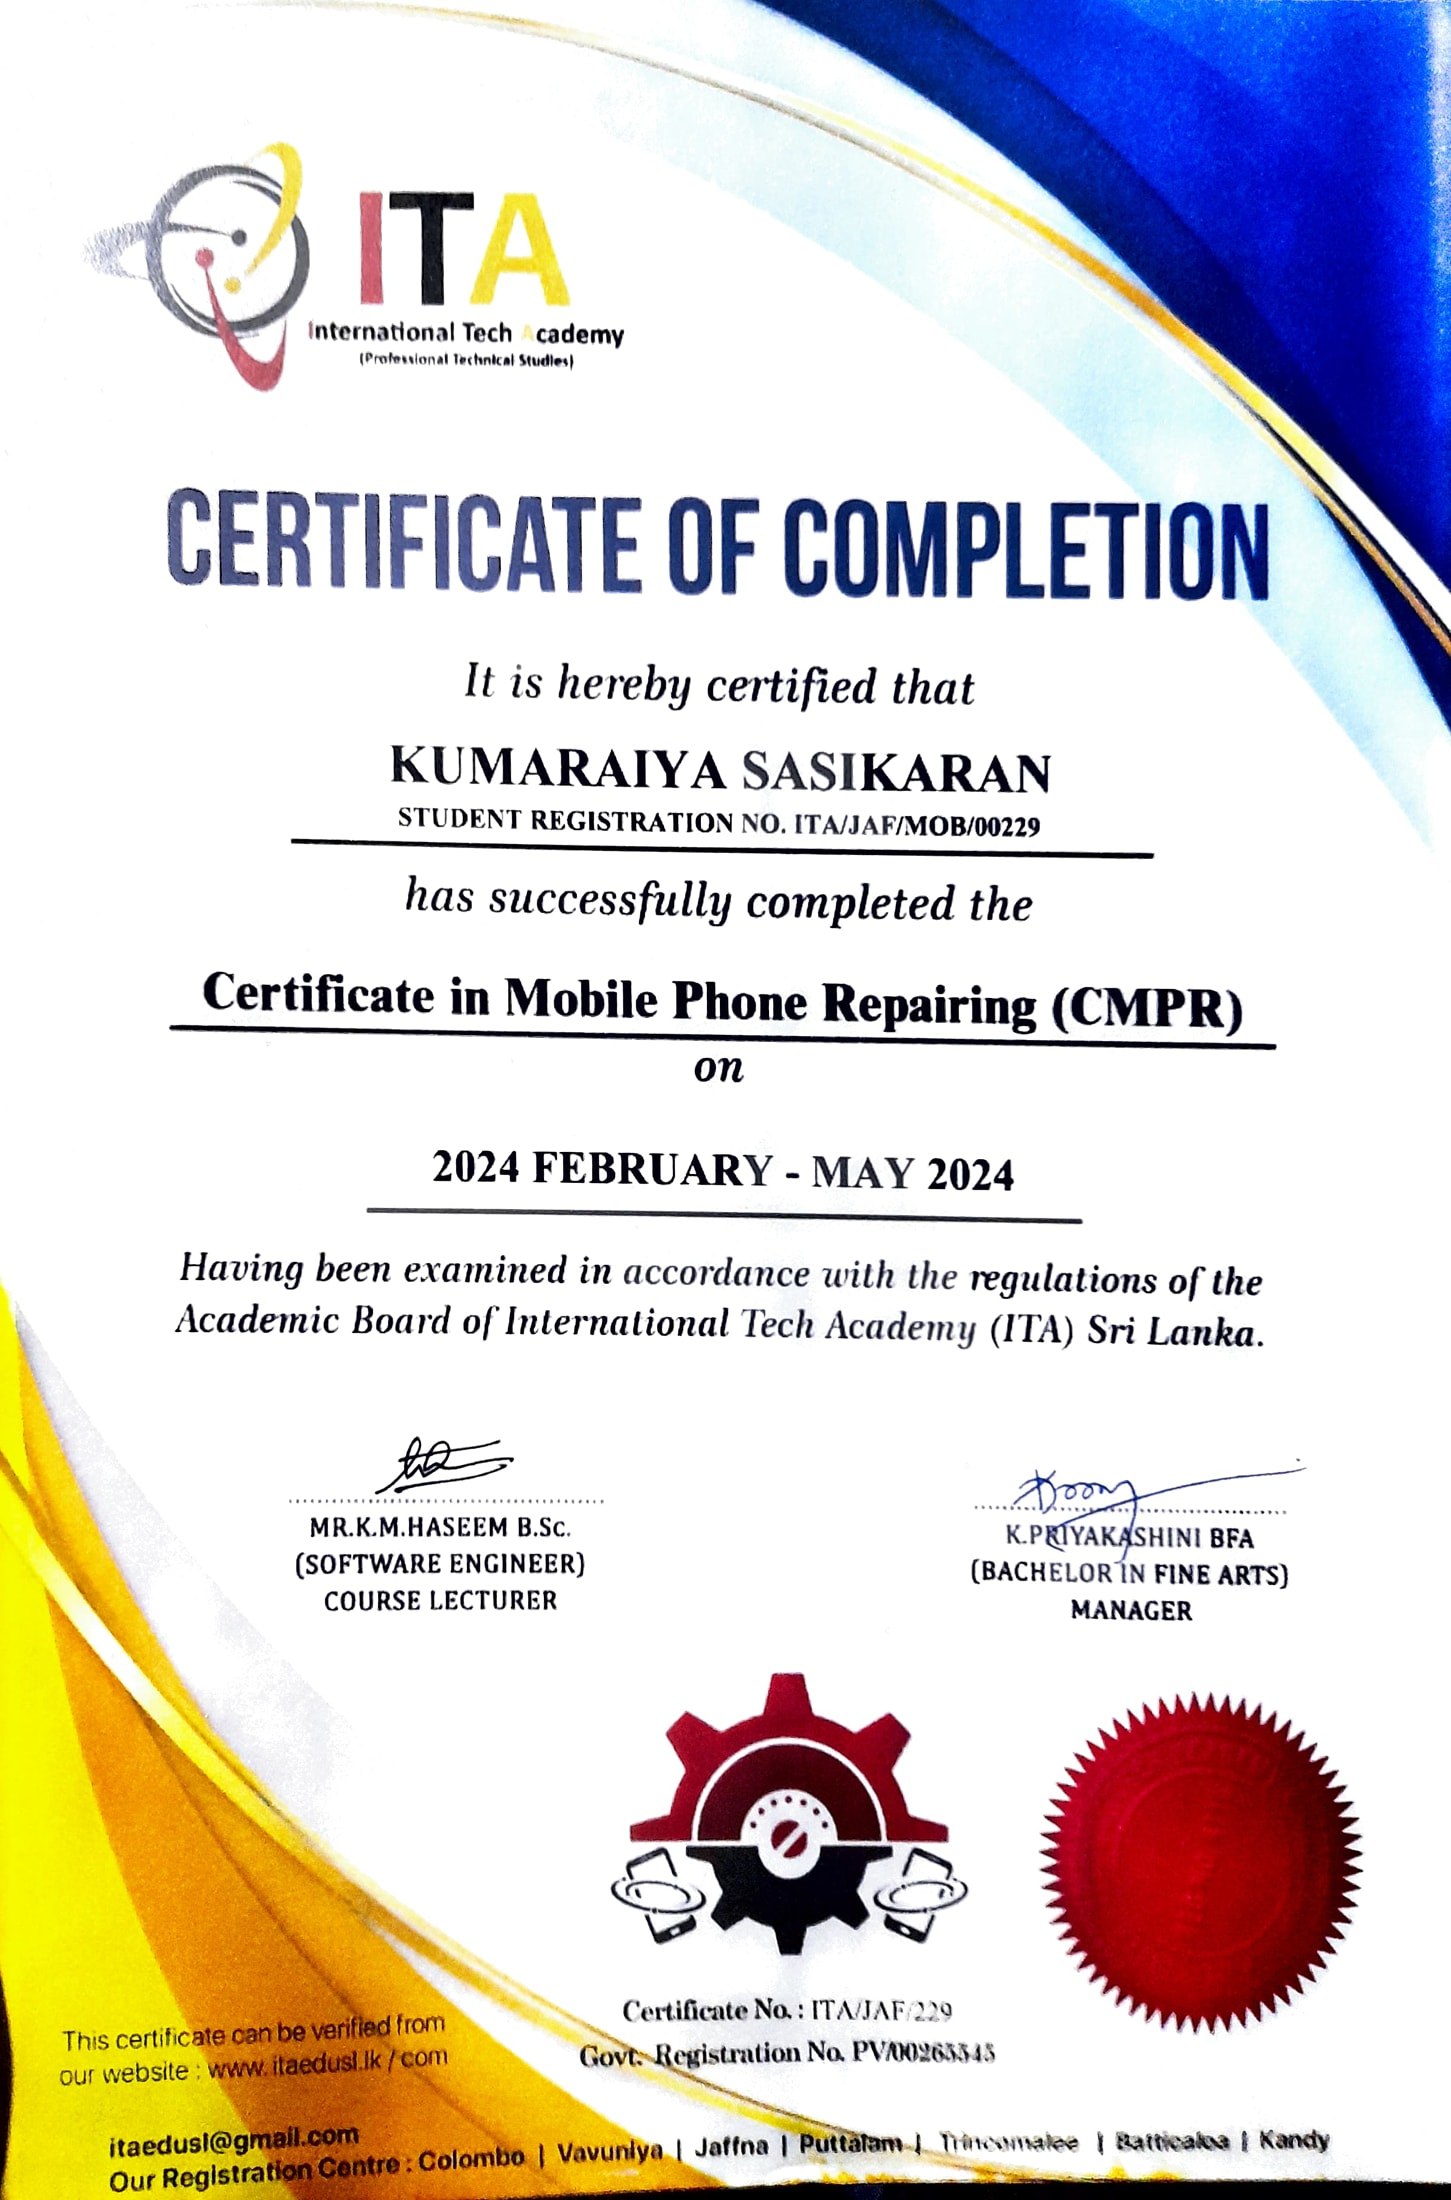 ITA
International Tech Academy
(Professional Technical Studies)
CERTIFICATE OF COMPLETION
It is hereby certified that
KUMARAIYA SASIKARAN
STUDENT REGISTRATION NO. ITA/JAF/MOB/00229
has successfully completed the
Certificate in Mobile Phone Repairing (CMPR)
on
2024 FEBRUARY - MAY 2024
Having been examined in accordance with the regulations of the
Academic Board of International Tech Academy (ITA) Sri Lanka.
MR.K.M.HASEEM B.Sc.
(SOFTWARE ENGINEER)
COURSE LECTURER
K.PRIYAKASHINI BFA
(BACHELOR IN FINE ARTS)
MANAGER
Certificate No. : ITA/JAF/229
Govt. Registration No. PV/00263345
This certificate can be verified from
our website : www. itaedusl.lk / com
itaedusl@gmail.com
Our Registration Centre : Colombo | Vavuniya | Jaffna | Puttalam | Trincomalee | Batticaloa | Kandy